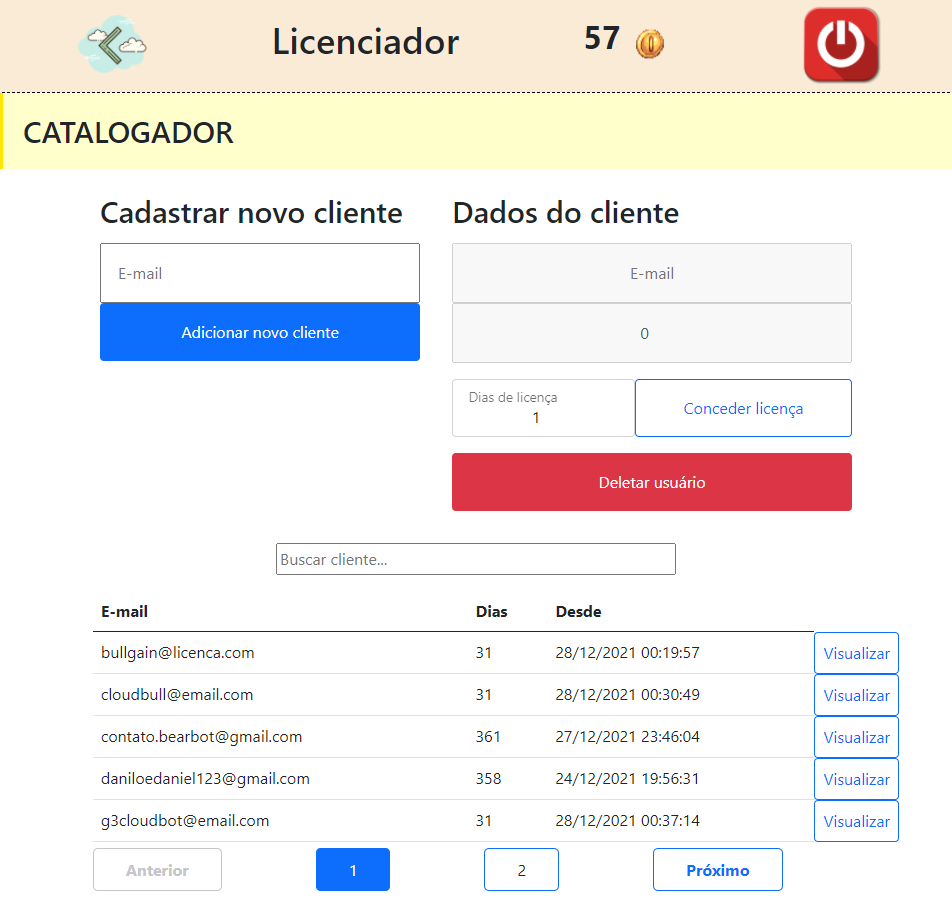 Licenciador
57
CATALOGADOR
Cadastrar novo cliente
E-mail
Adicionar novo cliente
Dados do cliente
E-mail
0
Dias de licença
1
Conceder licença
Deletar usuário
Buscar cliente...
E-mail Dias Desde
bullgain@licenca.com 31 28/12/2021 00:19:57 Visualizar
cloudbull@email.com 31 28/12/2021 00:30:49 Visualizar
contato.bearbot@gmail.com 361 27/12/2021 23:46:04 Visualizar
daniloedaniel123@gmail.com 358 24/12/2021 19:56:31 Visualizar
g3cloudbot@email.com 31 28/12/2021 00:37:14 Visualizar
Anterior 1 2 Próximo